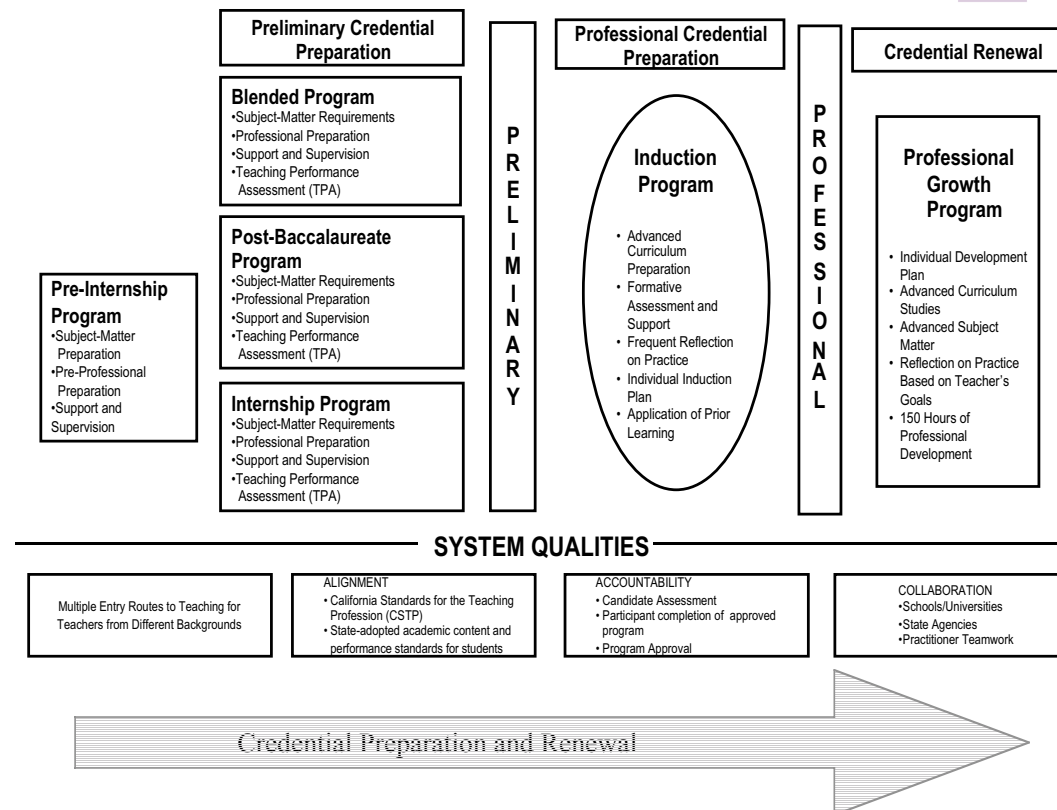 Preliminary Credential
Preparation
Blended Program
•Subject-Matter Requirements
•Professional Preparation
•Support and Supervision
•Teaching Performance
Assessment (TPA)
Post-Baccalaureate
Program
•Subject-Matter Requirements
•Professional Preparation
•Support and Supervision
•Teaching Performance
Assessment (TPA)
Pre-Internship
Program
•Subject-Matter
Preparation
•Pre-Professional
Preparation
•Support and
Supervision
Internship Program
•Subject-Matter Requirements
•Professional Preparation
•Support and Supervision
•Teaching Performance
Assessment (TPA)
PRELIMINARY
Professional Credential
Preparation
Induction
Program
• Advanced
Curriculum
Preparation
• Formative
Assessment and
Support
• Frequent Reflection
on Practice
• Individual Induction
Plan
• Application of Prior
Learning
PROFESSIONAL
Credential Renewal
Professional
Growth
Program
• Individual Development
Plan
• Advanced Curriculum
Studies
• Advanced Subject
Matter
• Reflection on Practice
Based on Teacher's
Goals
• 150 Hours of
Professional
Development
SYSTEM QUALITIES
Multiple Entry Routes to Teaching for
Teachers from Different Backgrounds
ALIGNMENT
• California Standards for the Teaching
Profession (CSTP)
• State-adopted academic content and
performance standards for students
ACCOUNTABILITY
• Candidate Assessment
• Participant completion of approved
program
• Program Approval
COLLABORATION
•Schools/Universities
•State Agencies
•Practitioner Teamwork
Credential Preparation and Renewal